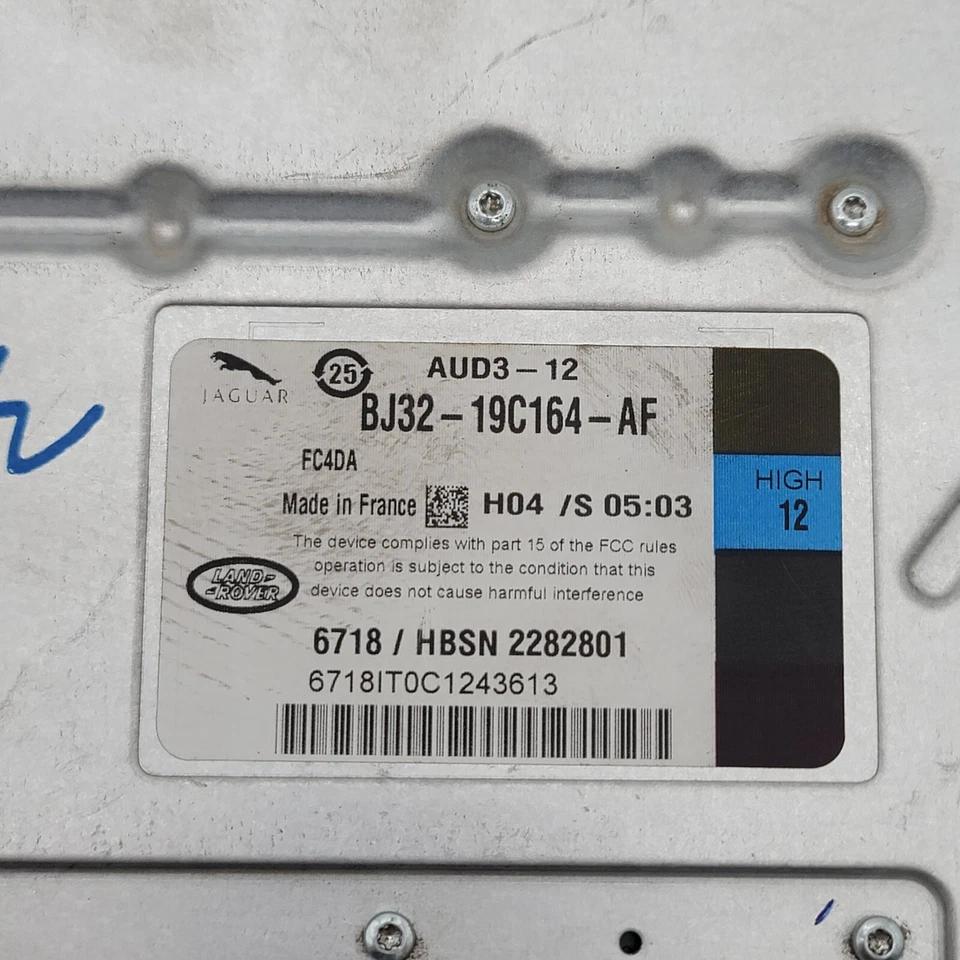 JAGUAR
25
AUD3-12
BJ32-19C164-AF
FC4DA
HIGH
12
Made in France
H04 /S 05:03
The device complies with part 15 of the FCC rules
operation is subject to the condition that this
device does not cause harmful interference
LAND-
-ROVER
6718 / HBSN 2282801
6718IT0C1243613